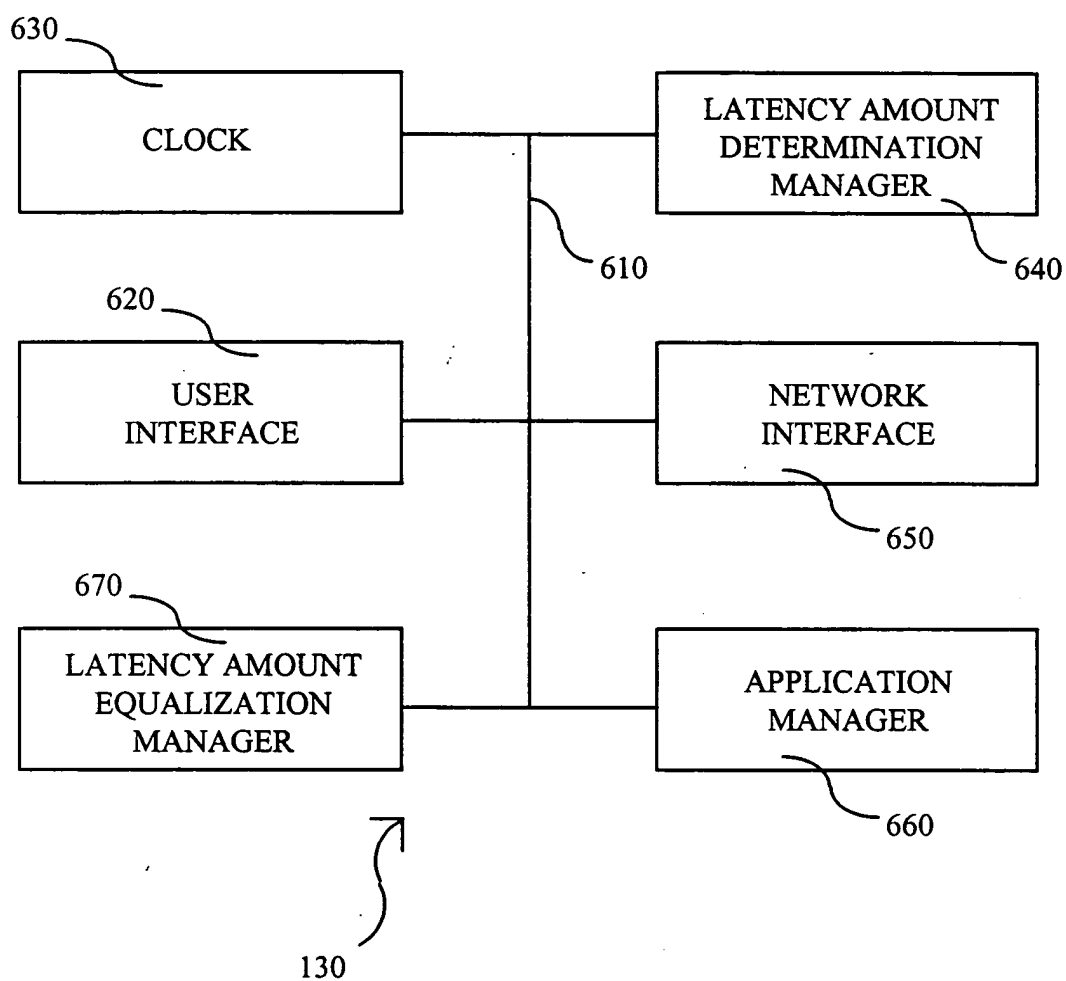 630
CLOCK
LATENCY AMOUNT
DETERMINATION
MANAGER
610
640
620
USER
INTERFACE
NETWORK
INTERFACE
650
670
LATENCY AMOUNT
EQUALIZATION
MANAGER
APPLICATION
MANAGER
660
130